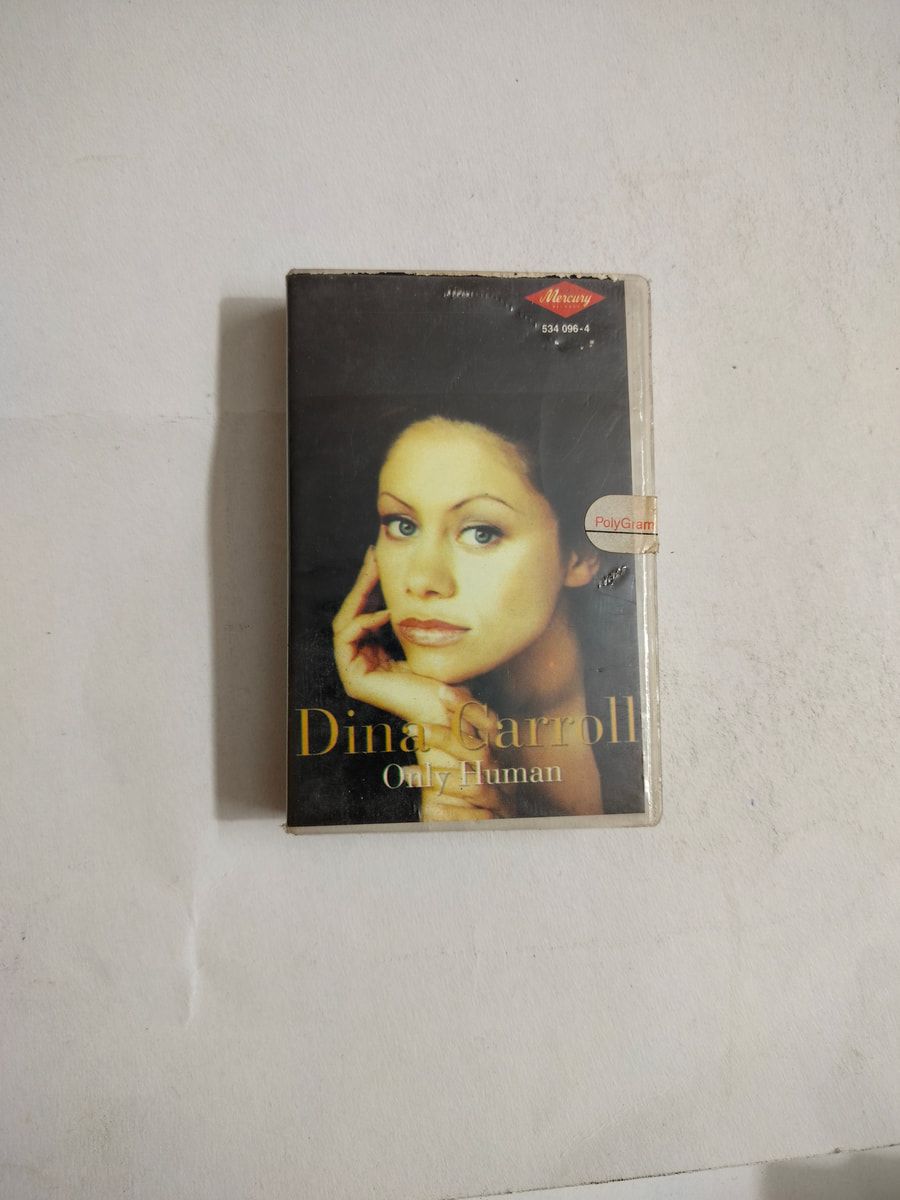 Mercury
534 096-4
PolyGram
Dina Carroll
Only Human